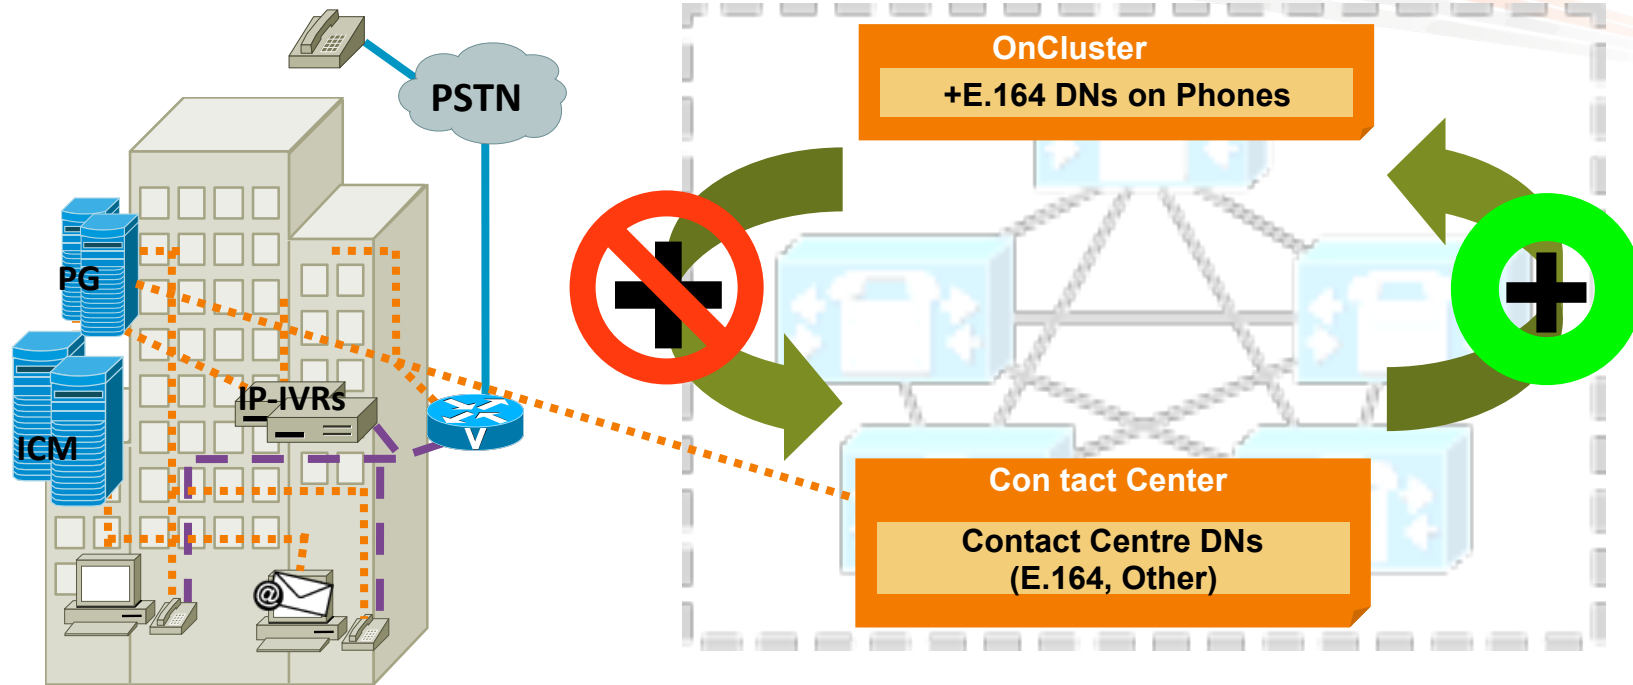 PSTN
PG
ICM
IP-IVRs
V
@
OnCluster
+E.164 DNs on Phones
Con tact Center
Contact Centre DNs
(E.164, Other)